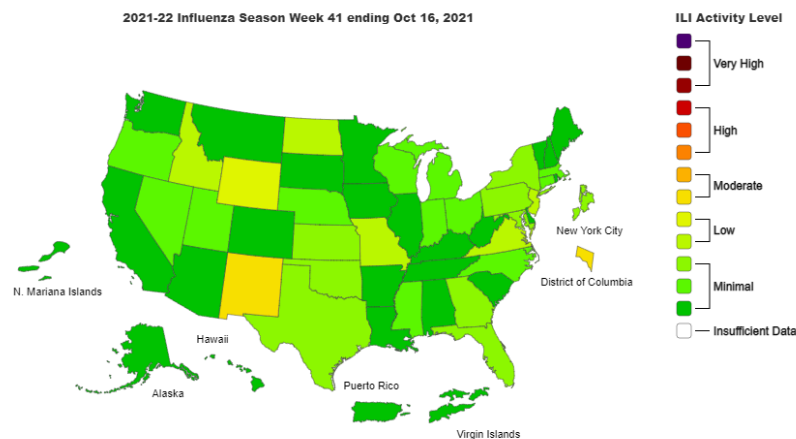 2021-22 Influenza Season Week 41 ending Oct 16, 2021
ILI Activity Level
Very High
High
Moderate
Low
Minimal
Insufficient Data
New York City
District of Columbia
N. Mariana Islands
Hawaii
Alaska
Puerto Rico
Virgin Islands